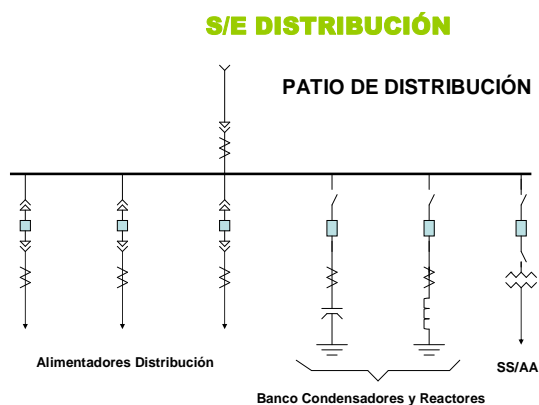 S/E DISTRIBUCIÓN
PATIO DE DISTRIBUCIÓN
Alimentadores Distribución
SS/AA
Banco Condensadores y Reactores